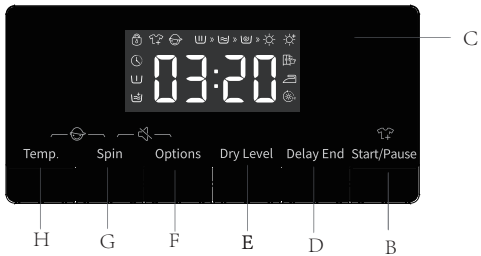 03:20
C
Temp. Spin Options Dry Level Delay End Start/Pause
H G F E D B